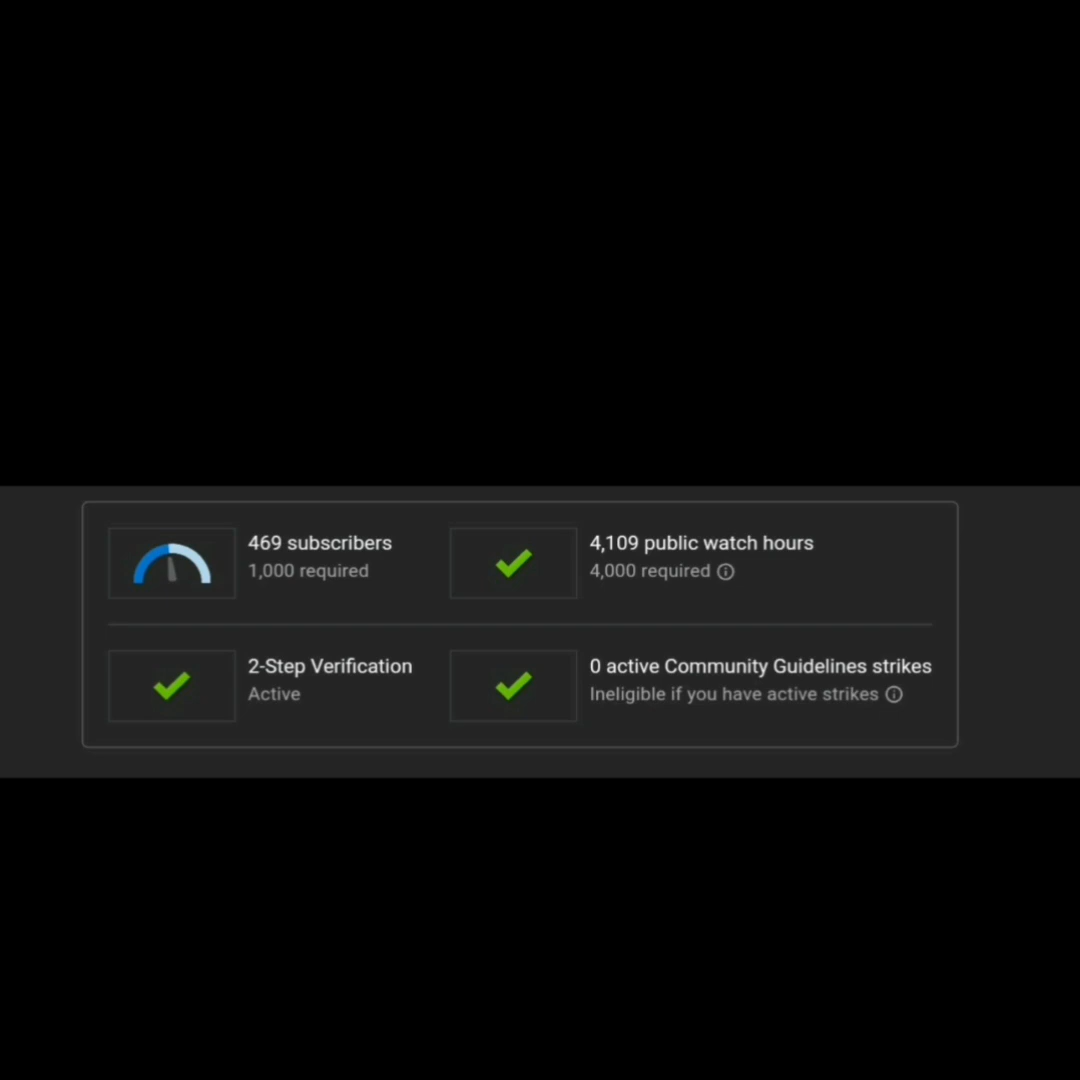 469 subscribers
1,000 required
4,109 public watch hours
4,000 required
2-Step Verification
Active
0 active Community Guidelines strikes
Ineligible if you have active strikes